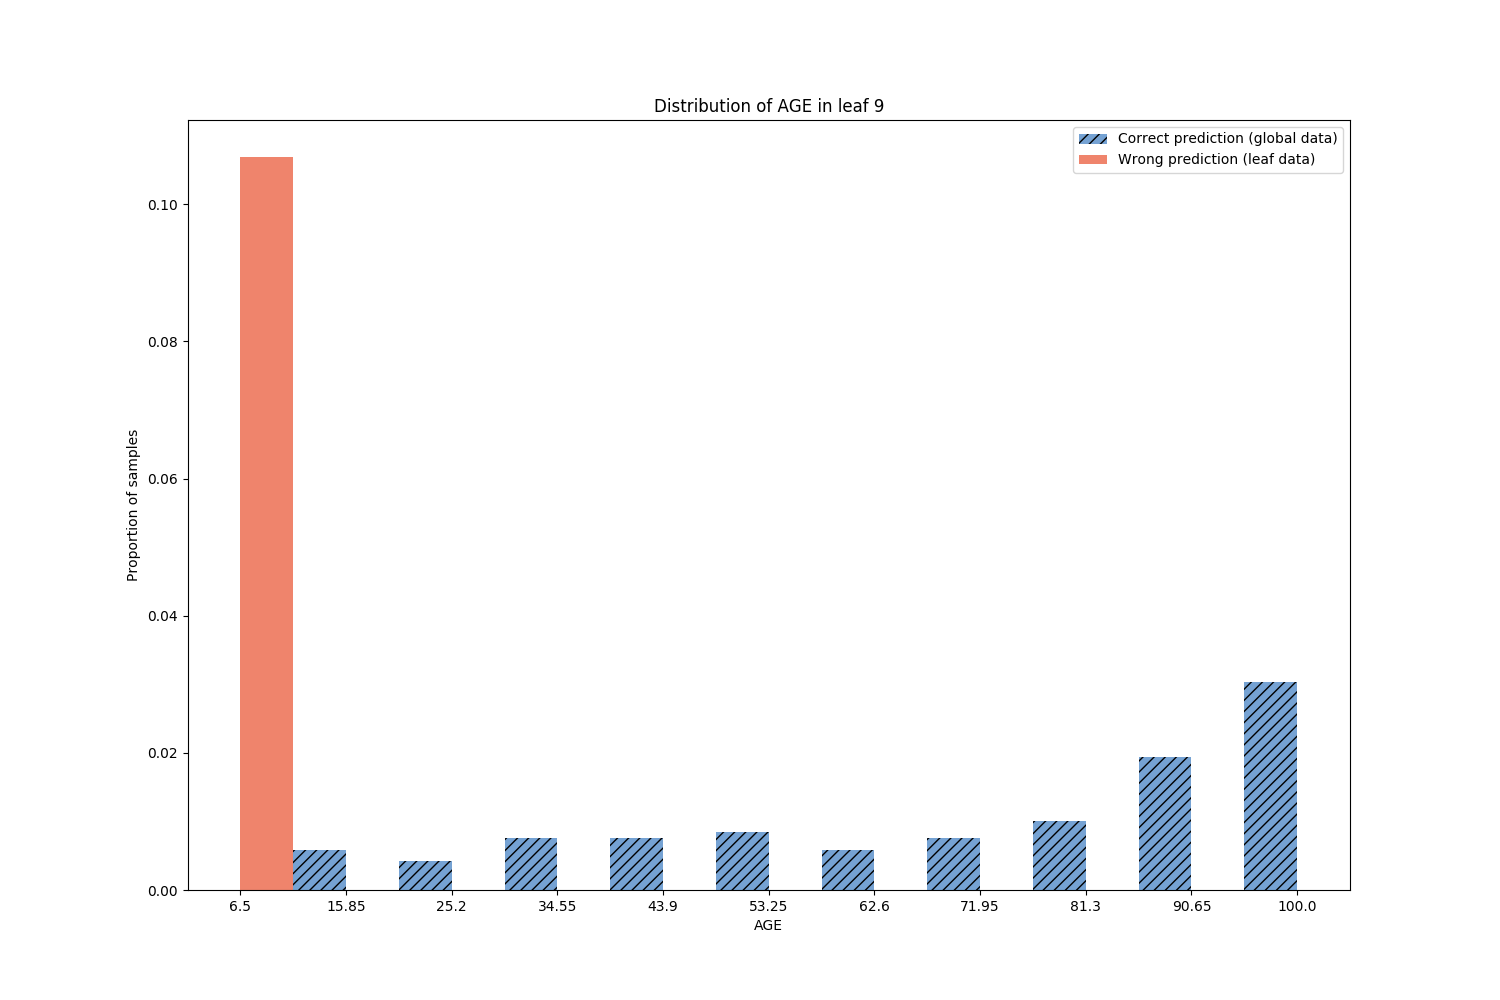 Distribution of AGE in leaf 9
Correct prediction (global data)
Wrong prediction (leaf data)
0.10
0.08
0.06
0.04
0.02
0.00
Proportion of samples
6.5 15.85 25.2 34.55 43.9 53.25 62.6 71.95 81.3 90.65 100.0
AGE